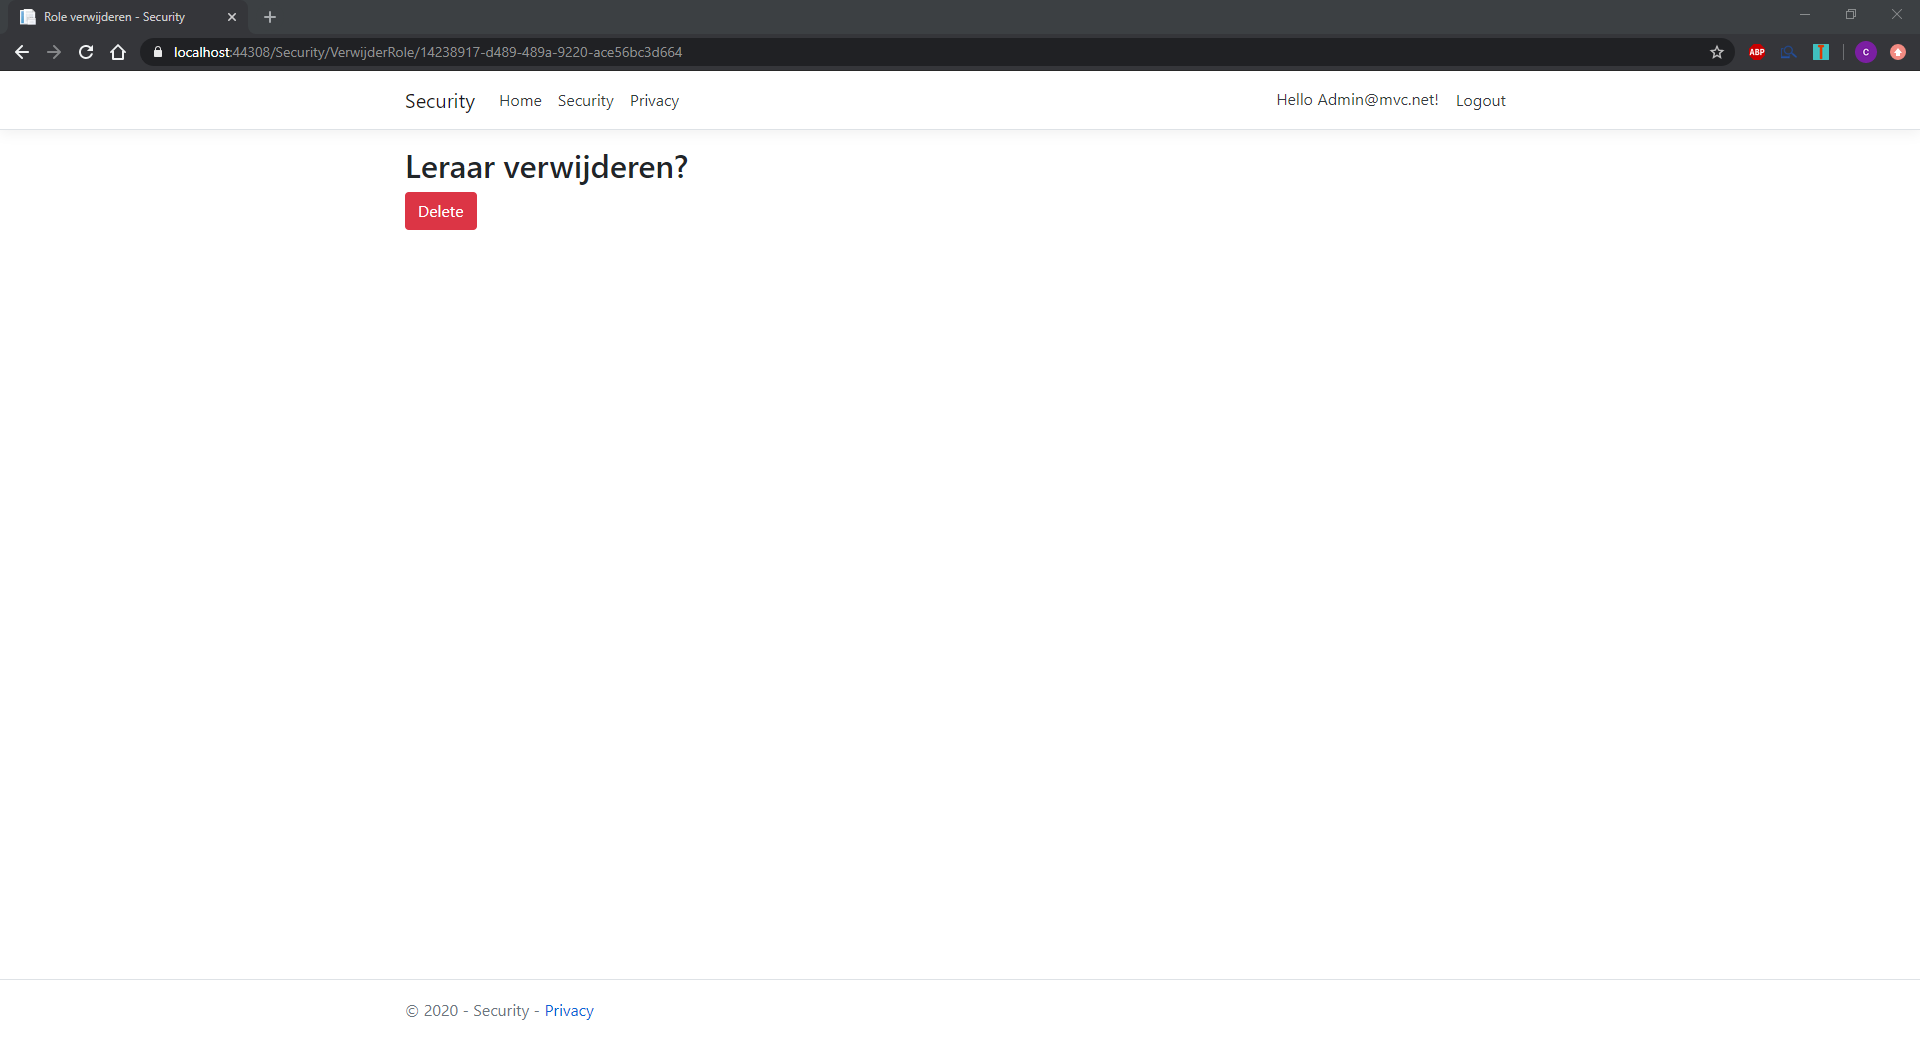 Role verwijderen - Security
localhost:44308/Security/VerwijderRole/14238917-d489-489a-9220-ace56bc3d664
ABP
C
Security Home Security Privacy Hello Admin@mvc.net! Logout
Leraar verwijderen?
Delete
© 2020 - Security - Privacy